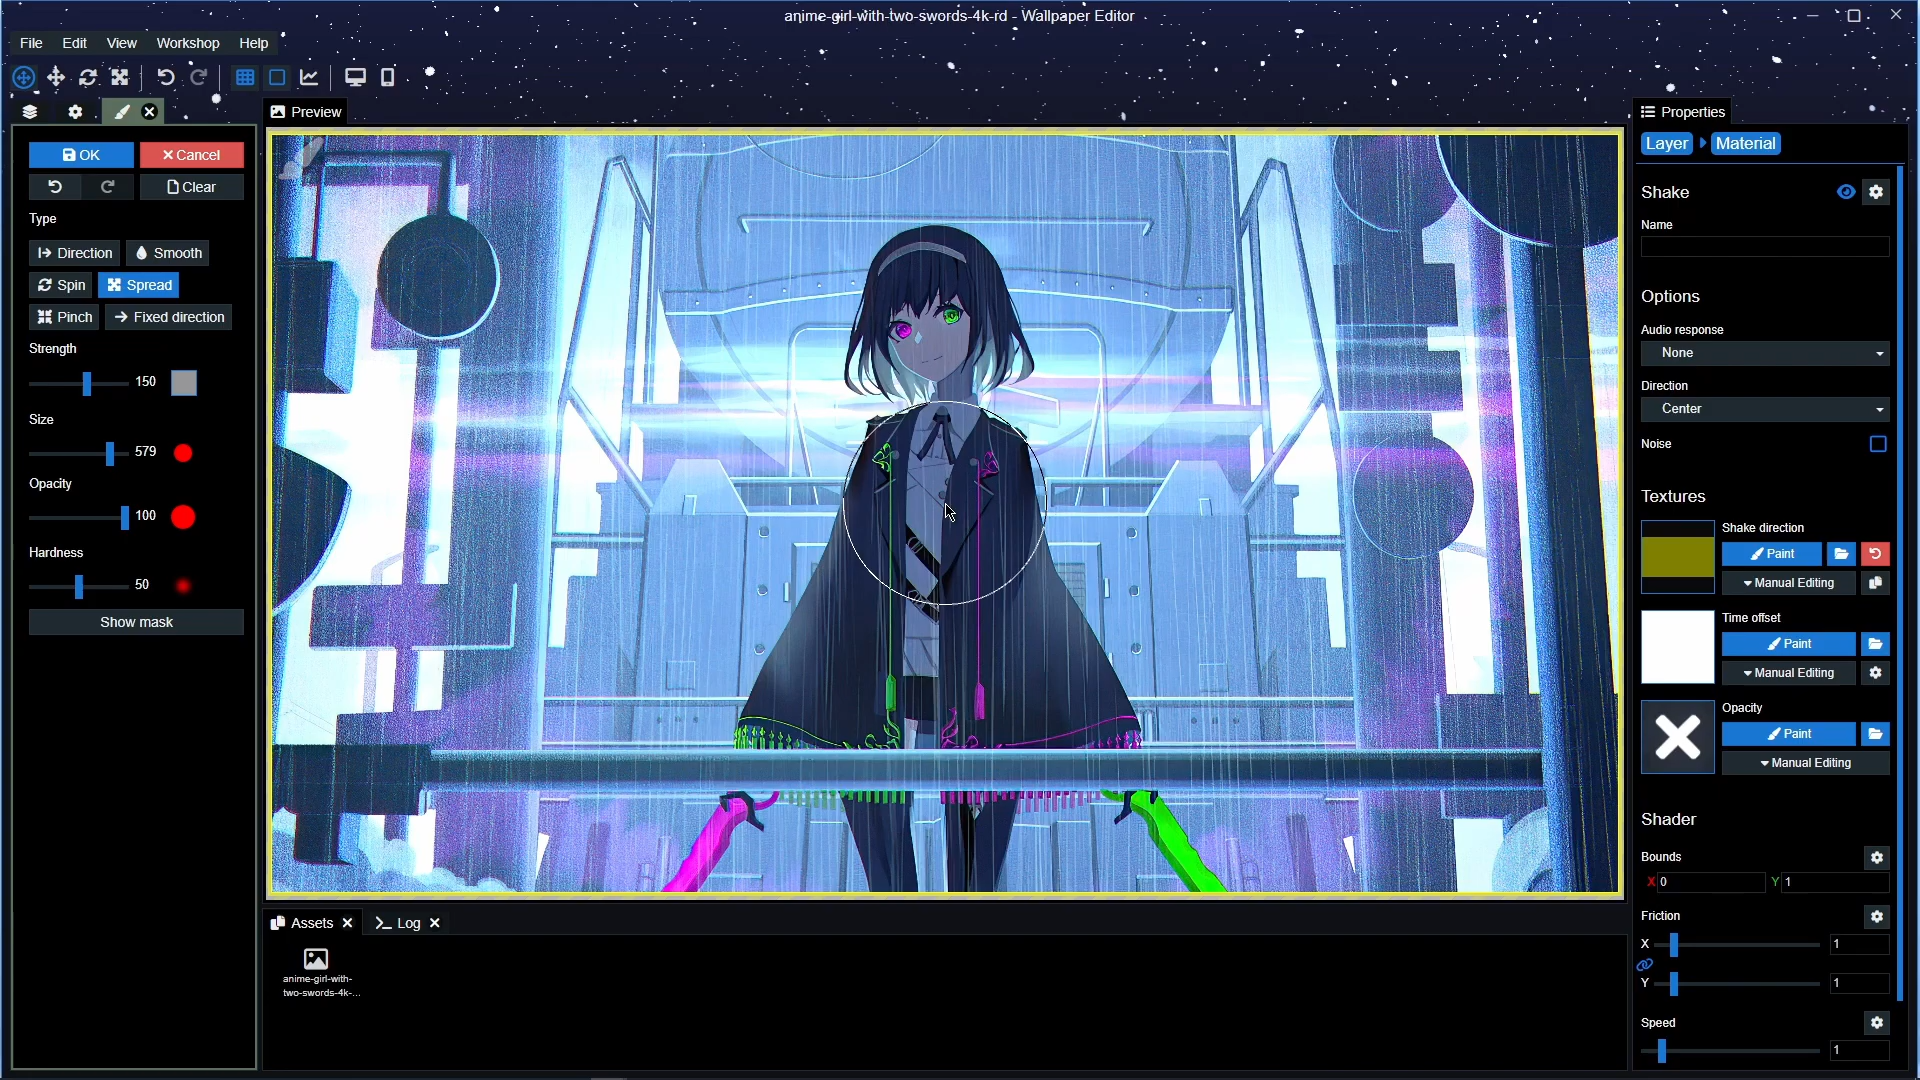 anime-girl-with-two-swords-4k-rd - Wallpaper Editor
File Edit View Workshop Help
Preview
Properties
OK Cancel
Clear
Type
Direction Smooth
Spin Spread
Pinch Fixed direction
Strength
150
Size
579
Opacity
100
Hardness
50
Show mask
Assets Log
anime-girl-with-
two-swords-4k-...
Layer Material
Shake
Name
Options
Audio response
None
Direction
Center
Noise
Textures
Shake direction
Paint
Manual Editing
Time offset
Paint
Manual Editing
Opacity
Paint
Manual Editing
Shader
Bounds
X 0 Y 1
Friction
X 1
Y 1
Speed
1